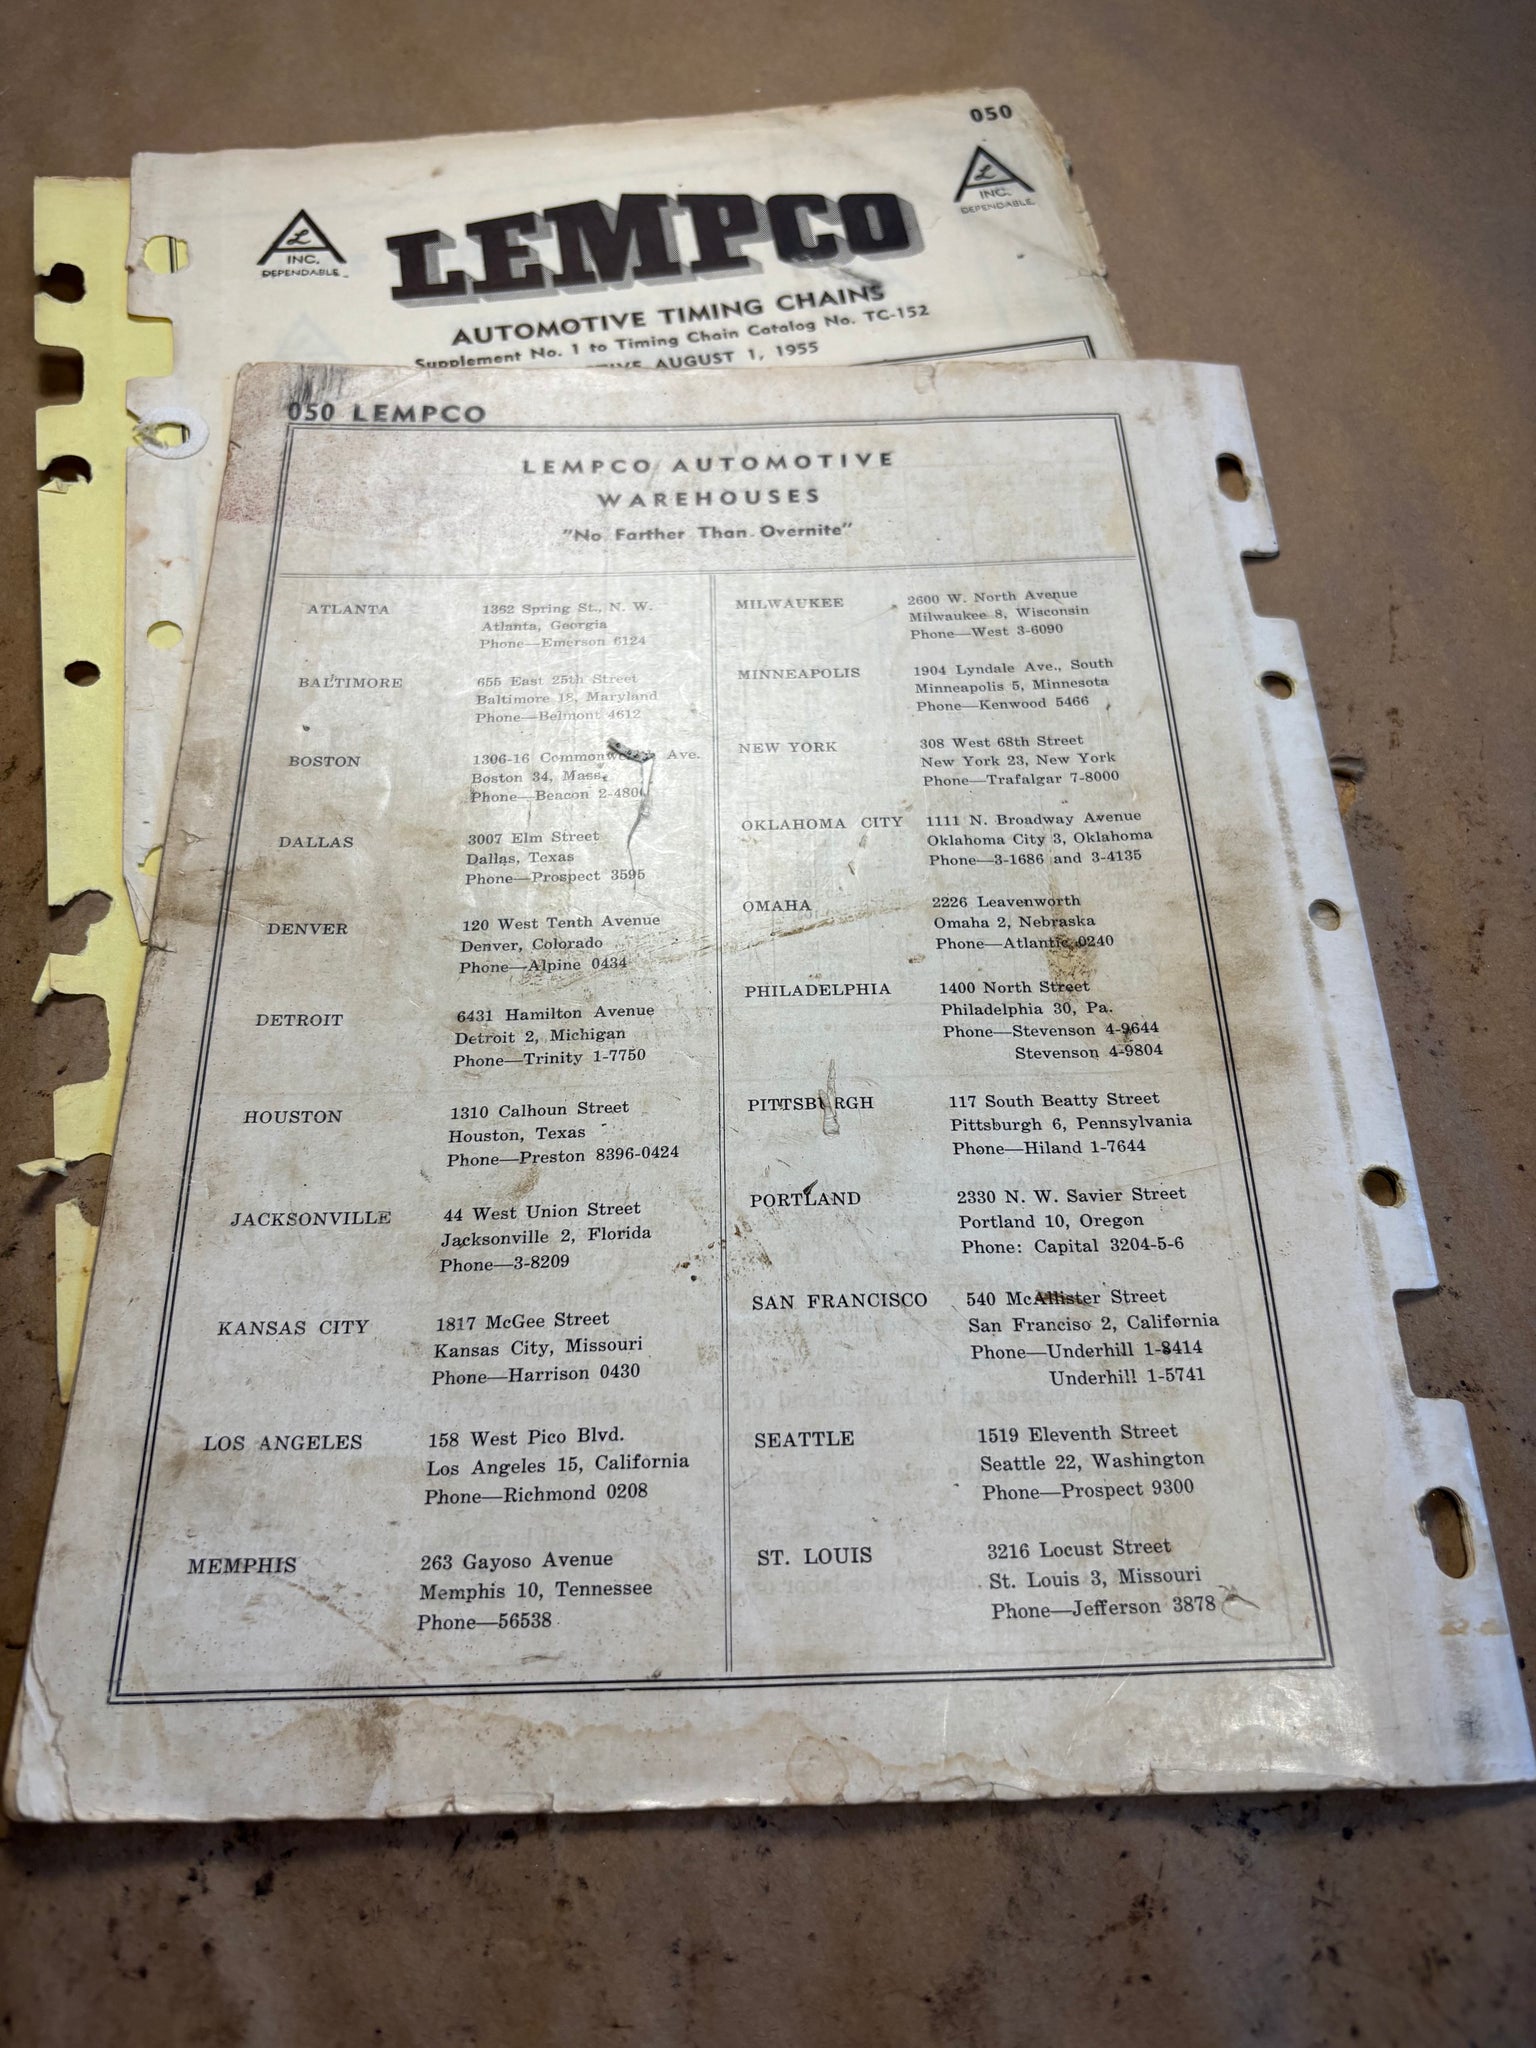 050
L
INC.
DEPENDABLE
L
INC.
DEPENDABLE
LEMPCO
AUTOMOTIVE TIMING CHAINS
Supplement No. 1 to Timing Chain Catalog No. TC-152
AUGUST 1, 1955
050 LEMPCO
LEMPCO AUTOMOTIVE
WAREHOUSES
"No Farther Than Overnite"
ATLANTA
1362 Spring St., N. W.
Atlanta, Georgia
Phone—Emerson 6124
BALTIMORE
655 East 25th Street
Baltimore 18, Maryland
Phone—Belmont 4612
BOSTON
1306-16 Commonwealth Ave.
Boston 34, Mass.
Phone—Beacon
DALLAS
3007 Elm Street
Dallas, Texas
Phone—Prospect 3595
DENVER
120 West Tenth Avenue
Denver, Colorado
Phone—Alpine 0434
DETROIT
6431 Hamilton Avenue
Detroit 2, Michigan
Phone—Trinity 1-7750
HOUSTON
1310 Calhoun Street
Houston, Texas
Phone—Preston 8396-0424
JACKSONVILLE
44 West Union Street
Jacksonville 2, Florida
Phone—3-8209
KANSAS CITY
1817 McGee Street
Kansas City, Missouri
Phone—Harrison 0430
LOS ANGELES
158 West Pico Blvd.
Los Angeles 15, California
Phone—Richmond 0208
MEMPHIS
263 Gayoso Avenue
Memphis 10, Tennessee
Phone—56538
MILWAUKEE
2600 W. North Avenue
Milwaukee 8, Wisconsin
Phone—West 3-6090
MINNEAPOLIS
1904 Lyndale Ave., South
Minneapolis 5, Minnesota
Phone—Kenwood 5466
NEW YORK
308 West 68th Street
New York 23, New York
Phone—Trafalgar 7-8000
OKLAHOMA CITY
1111 N. Broadway Avenue
Oklahoma City 3, Oklahoma
Phone—3-1686 and 3-4135
OMAHA
2226 Leavenworth
Omaha 2, Nebraska
Phone—Atlantic 0240
PHILADELPHIA
1400 North Street
Philadelphia 30, Pa.
Phone—Stevenson 4-9644
Stevenson 4-9804
PITTSBURGH
117 South Beatty Street
Pittsburgh 6, Pennsylvania
Phone—Hiland 1-7644
PORTLAND
2330 N. W. Savier Street
Portland 10, Oregon
Phone: Capital 3204-5-6
SAN FRANCISCO
540 McAllister Street
San Franciso 2, California
Phone—Underhill 1-8414
Underhill 1-5741
SEATTLE
1519 Eleventh Street
Seattle 22, Washington
Phone—Prospect 9300
ST. LOUIS
3216 Locust Street
St. Louis 3, Missouri
Phone—Jefferson 3878